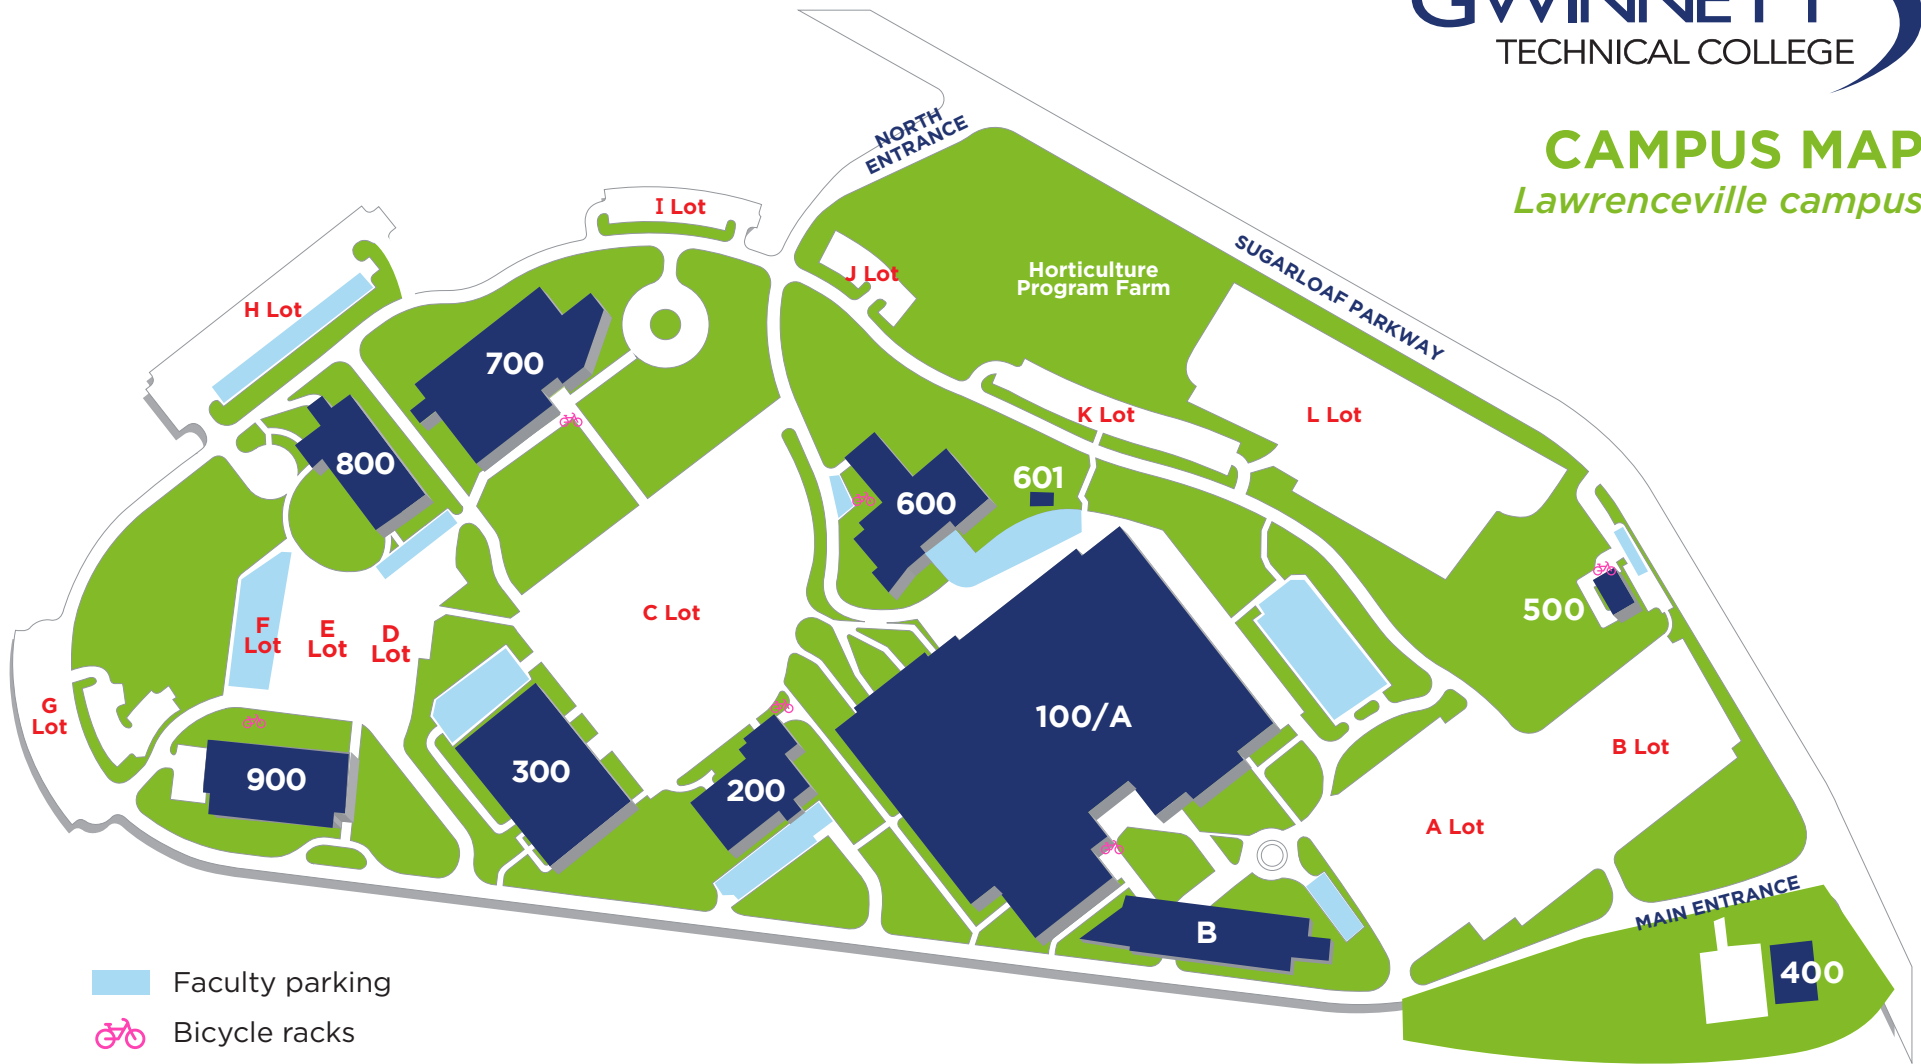 GWINNETT
TECHNICAL COLLEGE
CAMPUS MAP
Lawrenceville campus
NORTH
ENTRANCE
SUGARLOAF PARKWAY
I Lot
J Lot
Horticulture
Program Farm
H Lot
700
K Lot
L Lot
800
601
600
500
C Lot
F
Lot
E
Lot
D
Lot
G
Lot
100/A
B Lot
300
900
200
A Lot
MAIN ENTRANCE
B
400
Faculty parking
Bicycle racks